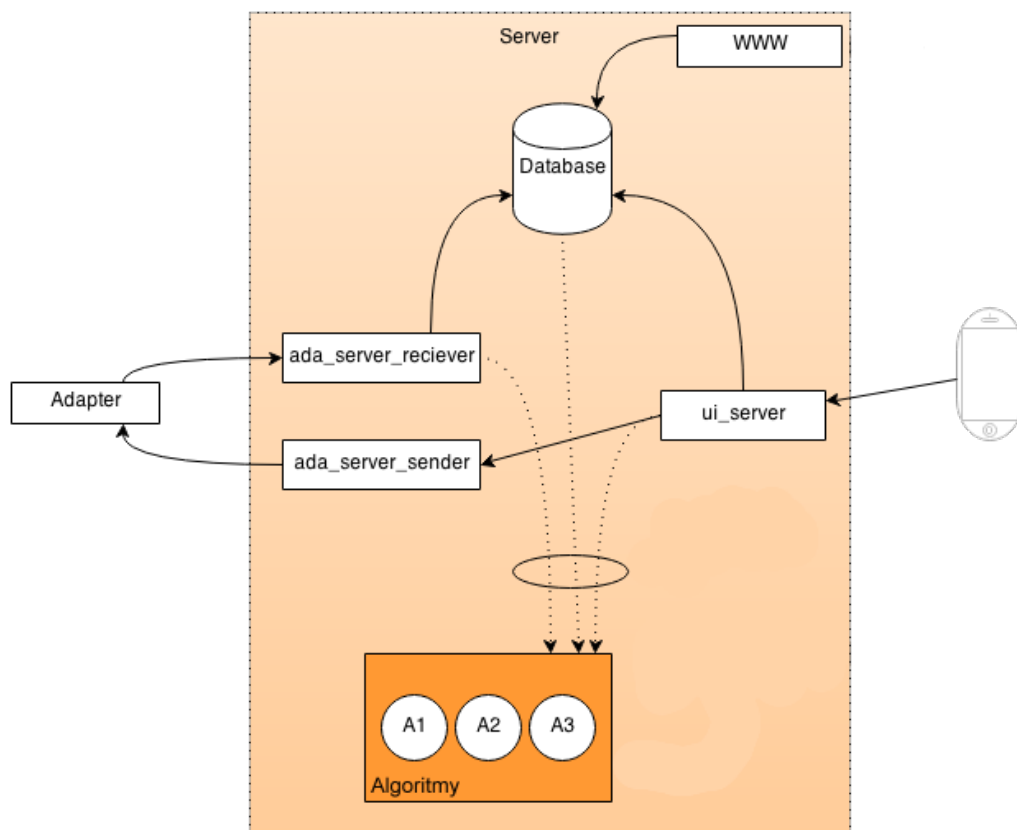 Server
WWW
Database
ada_server_reciever
Adapter
ui_server
ada_server_sender
A1
A2
A3
Algoritmy